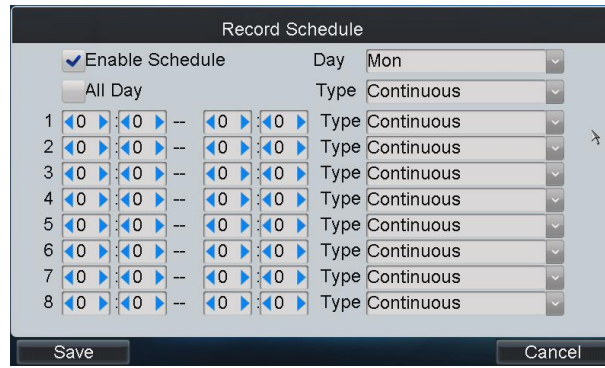 Record Schedule
Enable Schedule Day Mon
All Day Type Continuous
1 0 : 0 -- 0 : 0 Type Continuous
2 0 : 0 -- 0 : 0 Type Continuous
3 0 : 0 -- 0 : 0 Type Continuous
4 0 : 0 -- 0 : 0 Type Continuous
5 0 : 0 -- 0 : 0 Type Continuous
6 0 : 0 -- 0 : 0 Type Continuous
7 0 : 0 -- 0 : 0 Type Continuous
8 0 : 0 -- 0 : 0 Type Continuous
Save Cancel